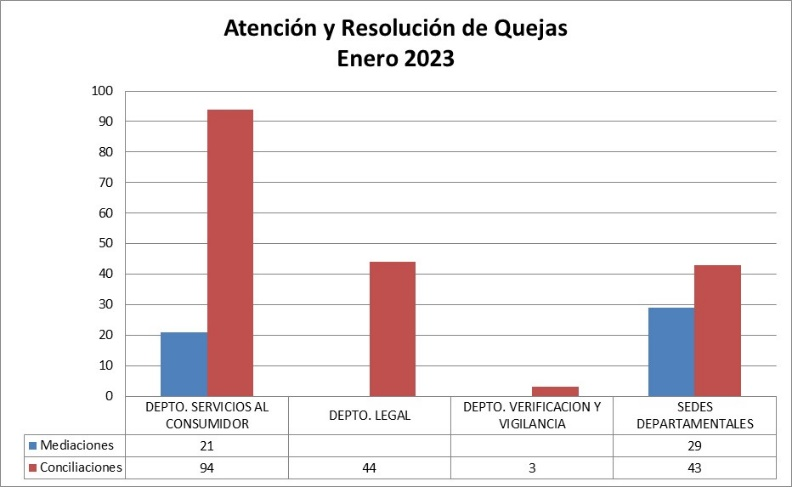 Atención y Resolución de Quejas
Enero 2023
100
90
80
70
60
50
40
30
20
10
0
DEPTO. SERVICIOS AL CONSUMIDOR
DEPTO. LEGAL
DEPTO. VERIFICACION Y VIGILANCIA
SEDES DEPARTAMENTALES
Mediaciones 21 29
Conciliaciones 94 44 3 43